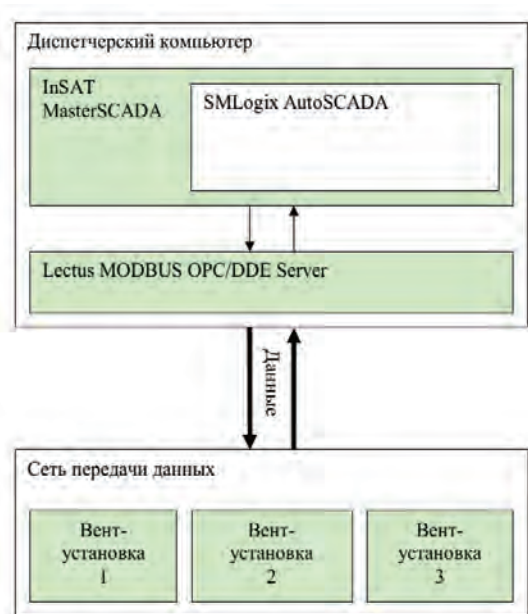 Диспетчерский компьютер
InSAT
MasterSCADA
SMLogix AutoSCADA
Lectus MODBUS OPC/DDE Server
Данные
Сеть передачи данных
Вент-
установка
1
Вент-
установка
2
Вент-
установка
3